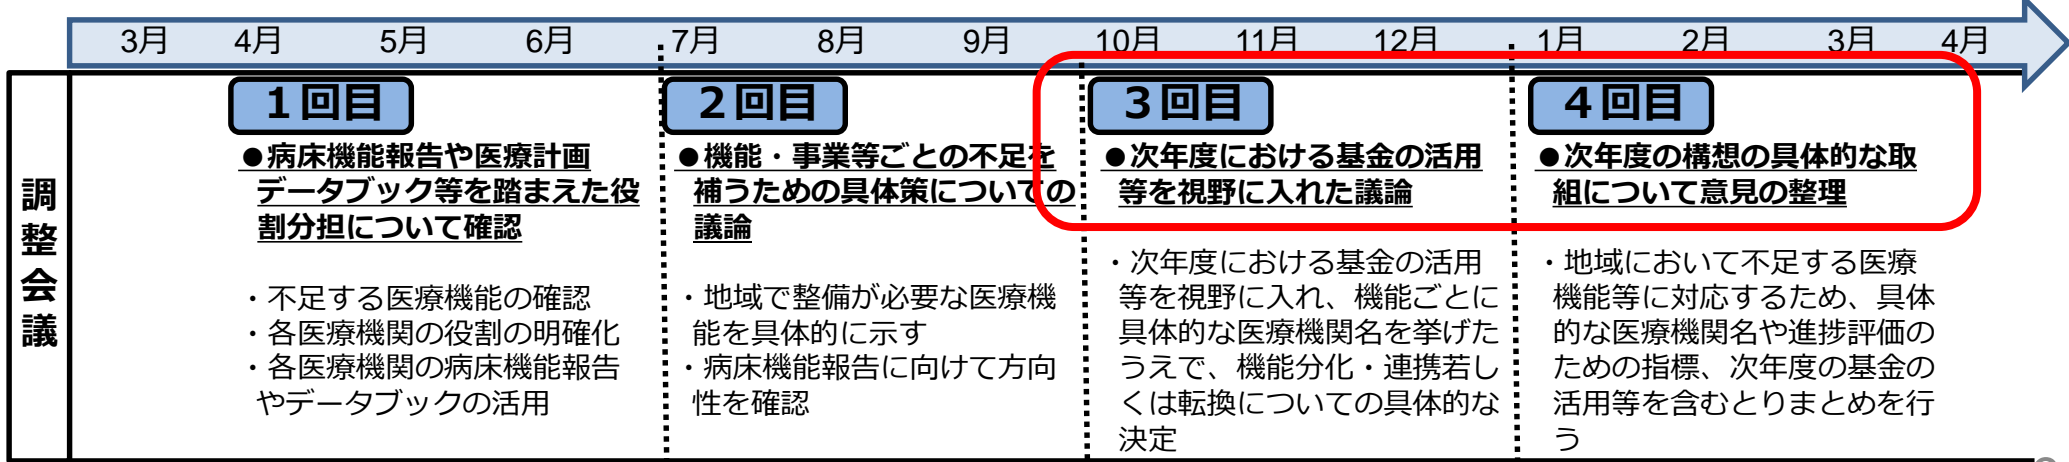 3月 4月 5月 6月 7月 8月 9月 10月 11月 12月 1月 2月 3月 4月
調整会議
1回目
●病床機能報告や医療計画
データブック等を踏まえた役
割分担について確認
・不足する医療機能の確認
・各医療機関の役割の明確化
・各医療機関の病床機能報告
やデータブックの活用
2回目
●機能・事業等ごとの不足を
補うための具体策についての
議論
・地域で整備が必要な医療機
能を具体的に示す
・病床機能報告に向けて方向
性を確認
3回目
●次年度における基金の活用
等を視野に入れた議論
・次年度における基金の活用
等を視野に入れ、機能ごとに
具体的な医療機関名を挙げた
うえで、機能分化・連携若し
くは転換についての具体的な
決定
4回目
●次年度の構想の具体的な取
組について意見の整理
・地域において不足する医療
機能等に対応するため、具体
的な医療機関名や進捗評価の
ための指標、次年度の基金の
活用等を含むとりまとめを行
う